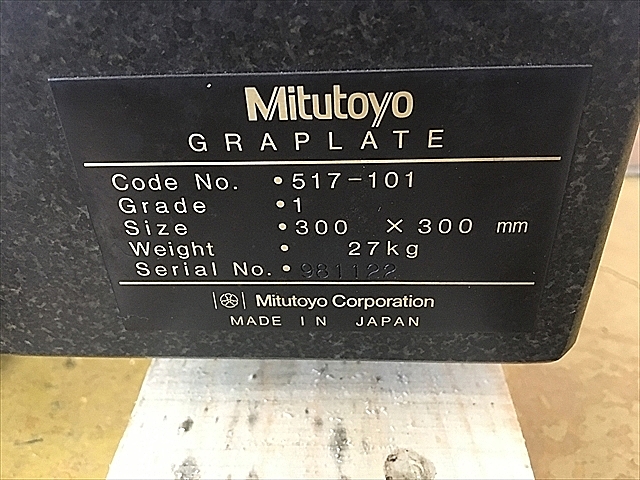 Mitutoyo
GRAPLATE
Code No. •517-101
Grade •1
Size •300 × 300 mm
Weight • 27kg
Serial No. • 981122
Mitutoyo Corporation
MADE IN JAPAN